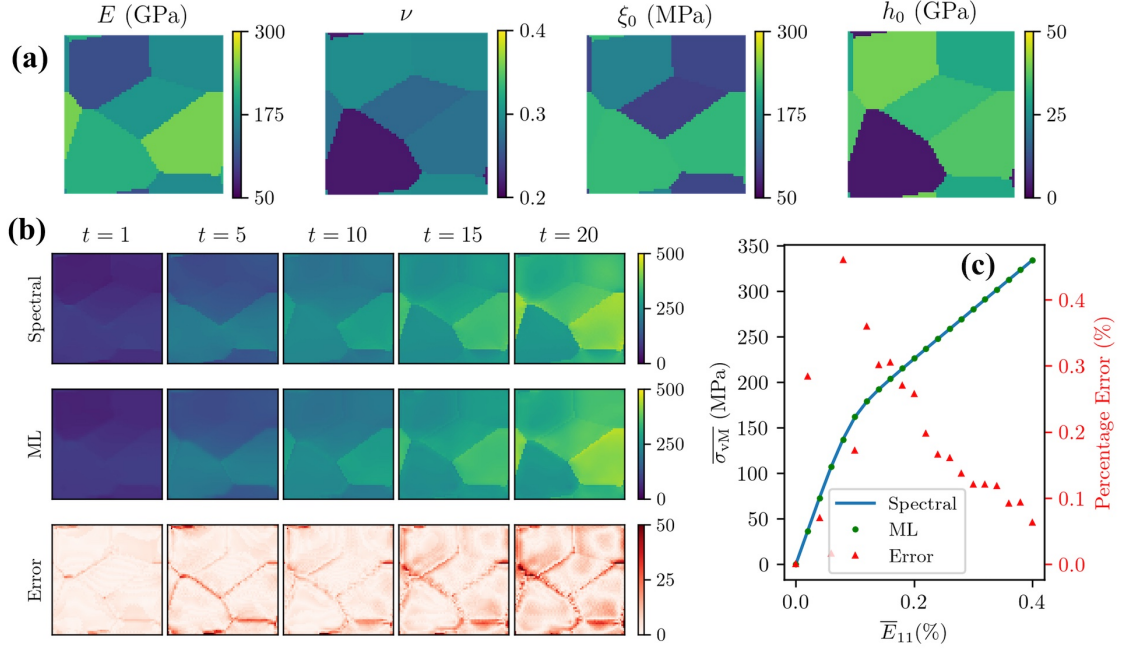 (a)
E (GPa)
300
175
50
ν
0.4
0.3
0.2
ξ₀ (MPa)
300
175
50
h₀ (GPa)
50
25
0
(b)
t = 1 t = 5 t = 10 t = 15 t = 20
Spectral
500
250
0
ML
500
250
0
Error
50
25
0
(c)
350
300
250
200
150
100
50
0
σ̅ᵥM (MPa)
0.4
0.3
0.2
0.1
0.0
Percentage Error (%)
Spectral
ML
Error
0.0 0.2 0.4
E̅₁₁(%)